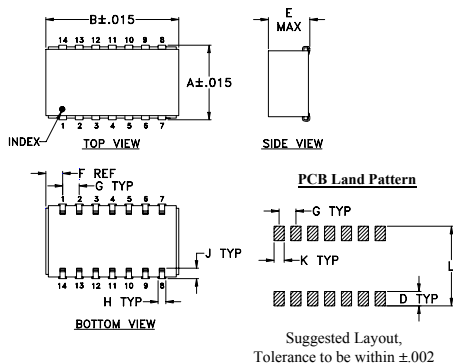 B±.015
E
MAX
14 13 12 11 10 9 8
A±.015
INDEX
1 2 3 4 5 6 7
TOP VIEW
SIDE VIEW
F REF
G TYP
1 2 3 4 5 6 7
J TYP
14 13 12 11 10 9 8
H TYP
BOTTOM VIEW
PCB Land Pattern
G TYP
K TYP
L
D TYP
Suggested Layout,
Tolerance to be within ±.002